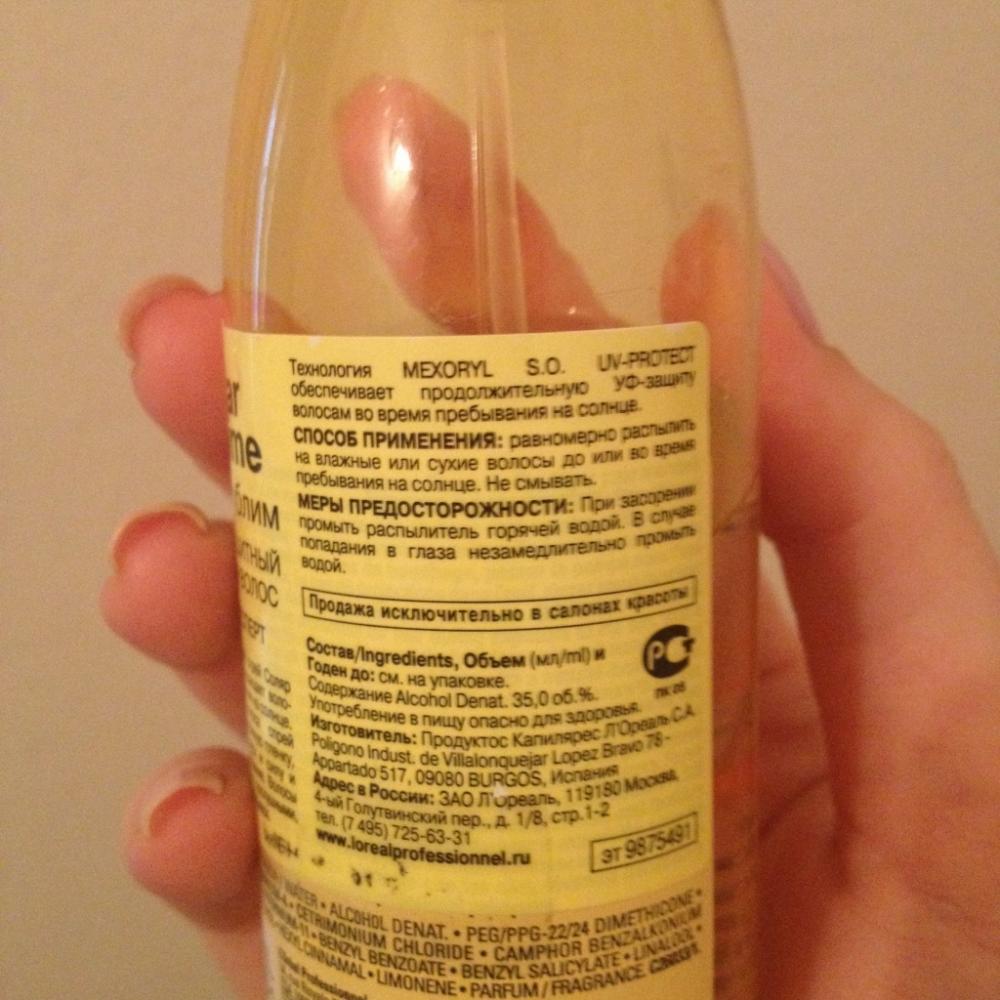 Технология MEXORYL S.O. UV-PROTECT
обеспечивает продолжительную УФ-защиту
волосам во время пребывания на солнце.
СПОСОБ ПРИМЕНЕНИЯ: равномерно распылить
на влажные или сухие волосы до или во время
пребывания на солнце. Не смывать.
МЕРЫ ПРЕДОСТОРОЖНОСТИ: При засорении
промыть распылитель горячей водой. В случае
попадания в глаза незамедлительно промыть
водой.
Продажа исключительно в салонах красоты
Состав/Ingredients, Объем (мл/ml) и
Годен до: см. на упаковке.
Содержание Alcohol Denat. 35,0 об.%.
Употребление в пищу опасно для здоровья.
Изготовитель: Продуктос Капилярес Л'Ореаль С.А.
Poligono Indust. de Villalonquejar Lopez Bravo 78 -
Appartado 517, 09080 BURGOS, Испания
Адрес в России: ЗАО Л'Ореаль, 119180 Москва,
4-ый Голутвинский пер., д. 1/8, стр.1-2
тел. (7 495) 725-63-31
www.lorealprofessionnel.ru
РСТ
ПК 05
ЭТ 9875491
WATER • ALCOHOL DENAT. • PEG/PPG-22/24 DIMETHICONE •
CETRIMONIUM CHLORIDE • CAMPHOR BENZALKONIUM
BENZYL BENZOATE • BENZYL SALICYLATE • LINALOOL •
CINNAMAL • LIMONENE • PARFUM / FRAGRANCE.